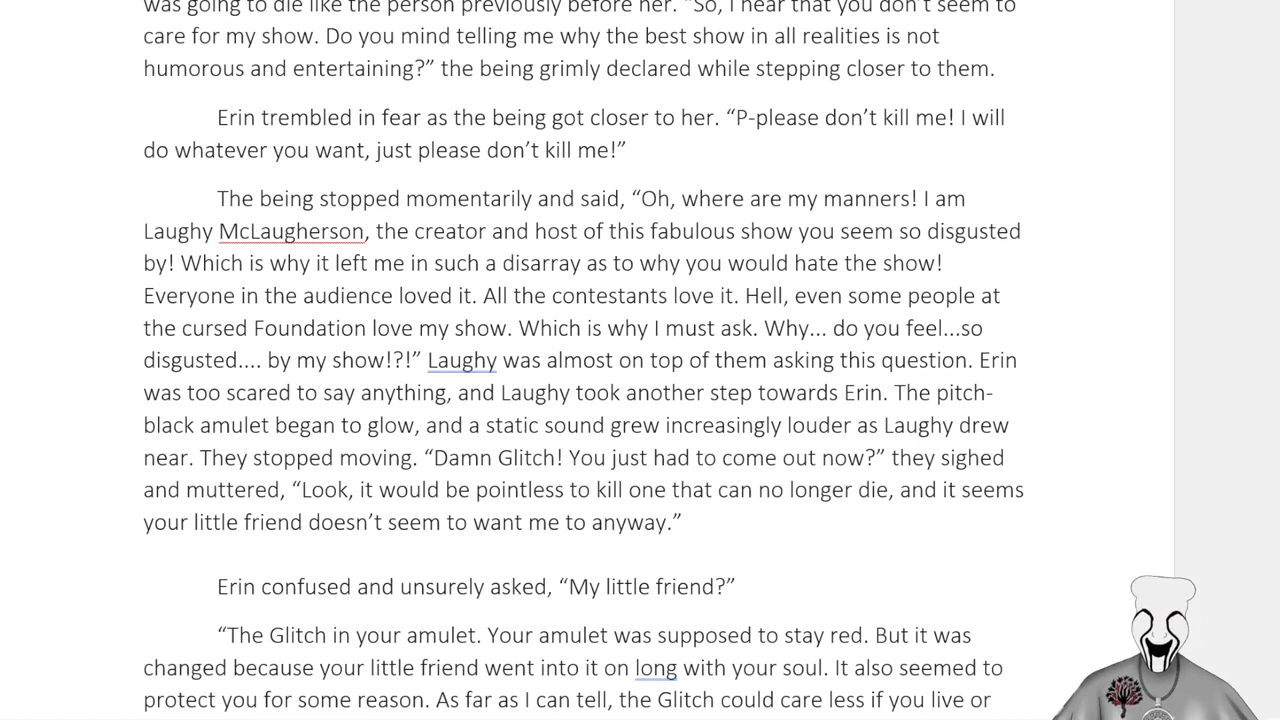 was going to die like the person previously before her. “So, I hear that you don’t seem to
care for my show. Do you mind telling me why the best show in all realities is not
humorous and entertaining?” the being grimly declared while stepping closer to them.
Erin trembled in fear as the being got closer to her. “P-please don’t kill me! I will
do whatever you want, just please don’t kill me!”
The being stopped momentarily and said, “Oh, where are my manners! I am
Laughy McLaugherson, the creator and host of this fabulous show you seem so disgusted
by! Which is why it left me in such a disarray as to why you would hate the show!
Everyone in the audience loved it. All the contestants love it. Hell, even some people at
the cursed Foundation love my show. Which is why I must ask. Why... do you feel...so
disgusted.... by my show!?!” Laughy was almost on top of them asking this question. Erin
was too scared to say anything, and Laughy took another step towards Erin. The pitch-
black amulet began to glow, and a static sound grew increasingly louder as Laughy drew
near. They stopped moving. “Damn Glitch! You just had to come out now?” they sighed
and muttered, “Look, it would be pointless to kill one that can no longer die, and it seems
your little friend doesn’t seem to want me to anyway.”
Erin confused and unsurely asked, “My little friend?”
“The Glitch in your amulet. Your amulet was supposed to stay red. But it was
changed because your little friend went into it on long with your soul. It also seemed to
protect you for some reason. As far as I can tell, the Glitch could care less if you live or